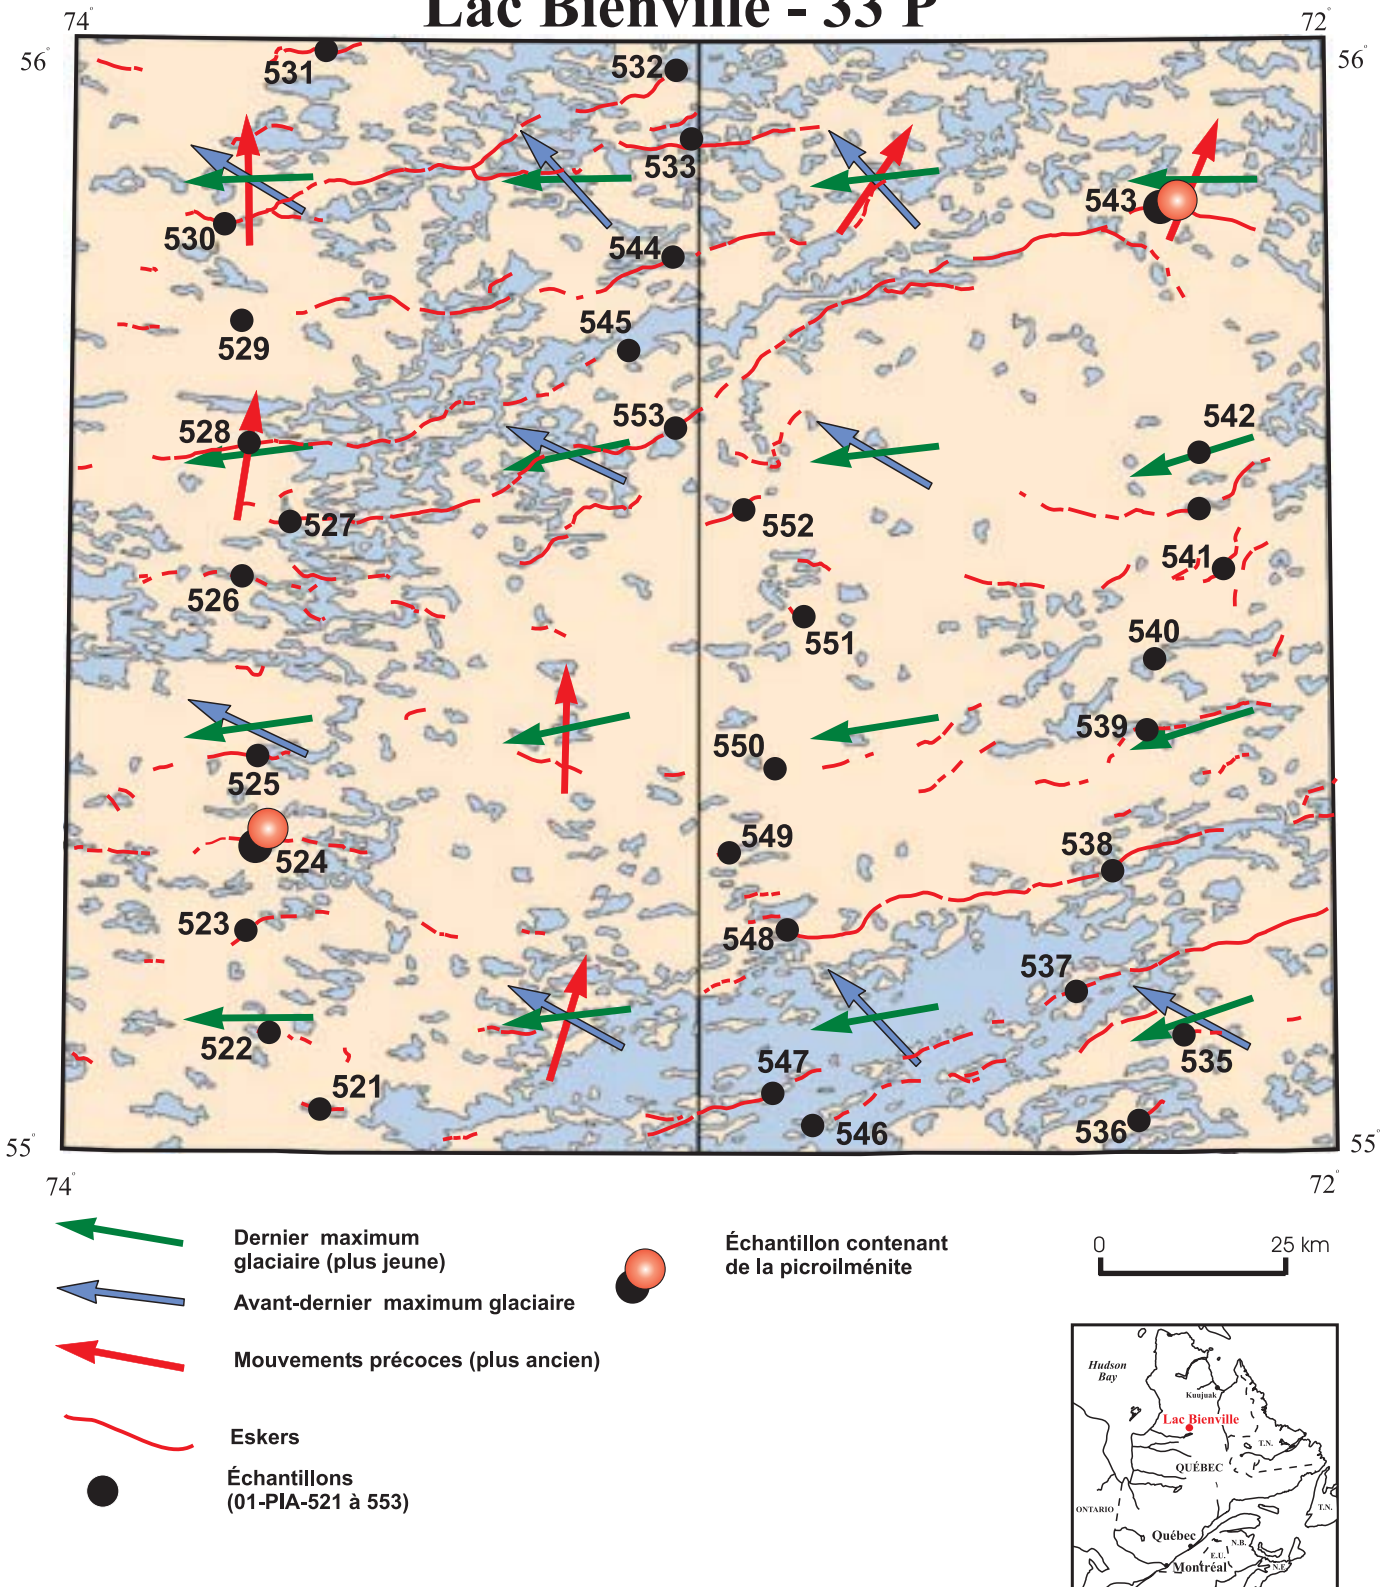 Lac Bienville - 33 P
74°
72°
56°
56°
531
532
533
543
530
544
545
529
553
542
528
552
527
541
526
551
540
539
550
525
549
538
524
523
548
537
522
547
535
521
546
536
55°
55°
74°
72°
Dernier maximum
glaciaire (plus jeune)
Avant-dernier maximum glaciaire
Mouvements précoces (plus ancien)
Eskers
Échantillons
(01-PIA-521 à 553)
Échantillon contenant
de la picroilménite
0 25 km
Hudson
Bay
Kuujuak
Lac Bienville
T.N.
QUÉBEC
ONTARIO
T.N.
Québec
N.B.
E.U.
Montréal
N.E.